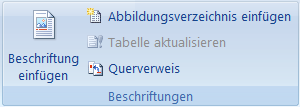 Beschriftung
einfügen
Abbildungsverzeichnis einfügen
Tabelle aktualisieren
Querverweis
Beschriftungen